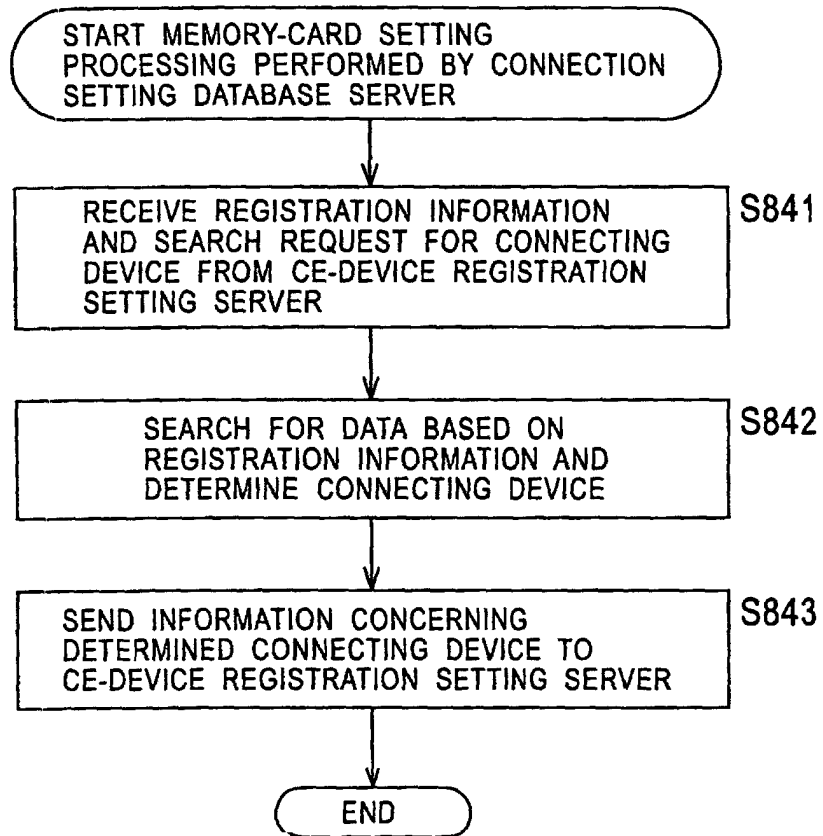 START MEMORY-CARD SETTING
PROCESSING PERFORMED BY CONNECTION
SETTING DATABASE SERVER
RECEIVE REGISTRATION INFORMATION
AND SEARCH REQUEST FOR CONNECTING
DEVICE FROM CE-DEVICE REGISTRATION
SETTING SERVER
S841
SEARCH FOR DATA BASED ON
REGISTRATION INFORMATION AND
DETERMINE CONNECTING DEVICE
S842
SEND INFORMATION CONCERNING
DETERMINED CONNECTING DEVICE TO
CE-DEVICE REGISTRATION SETTING SERVER
S843
END